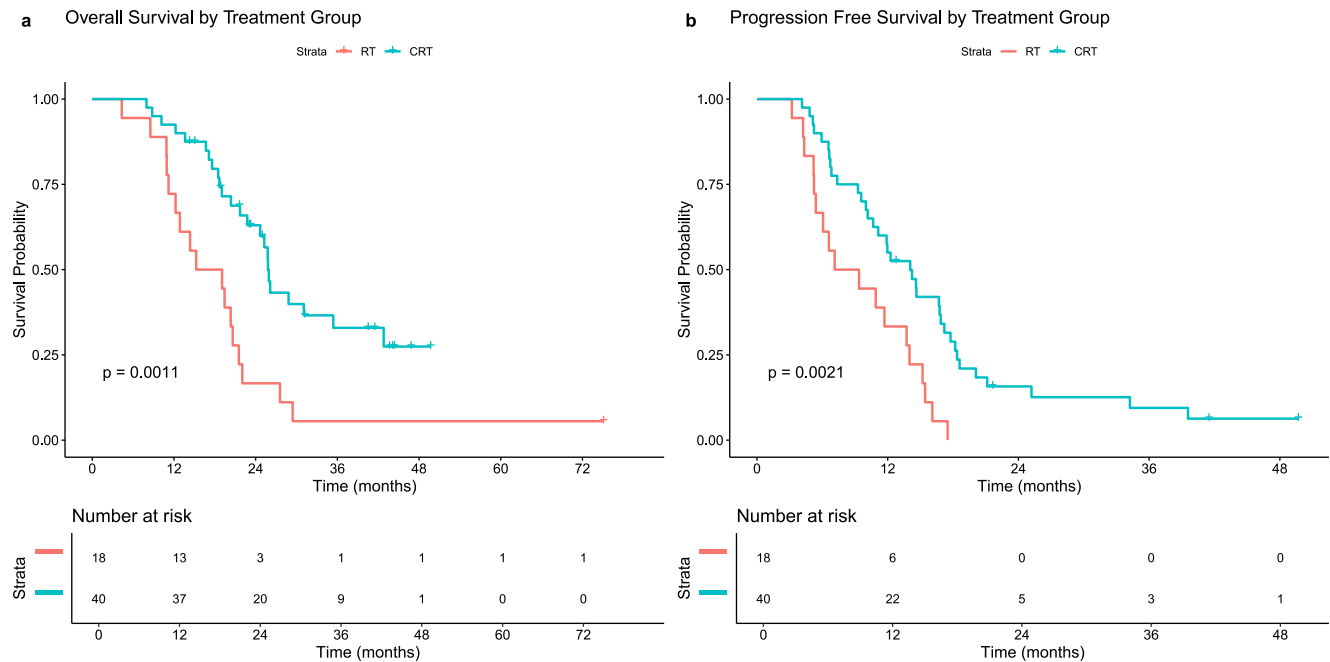 a Overall Survival by Treatment Group
Strata RT CRT
1.00
0.75
0.50
0.25
0.00
Survival Probability
p = 0.0011
0 12 24 36 48 60 72
Time (months)
Number at risk
Strata
18 13 3 1 1 1 1
40 37 20 9 1 0 0
0 12 24 36 48 60 72
Time (months)
b Progression Free Survival by Treatment Group
Strata RT CRT
1.00
0.75
0.50
0.25
0.00
Survival Probability
p = 0.0021
0 12 24 36 48
Time (months)
Number at risk
Strata
18 6 0 0 0
40 22 5 3 1
0 12 24 36 48
Time (months)